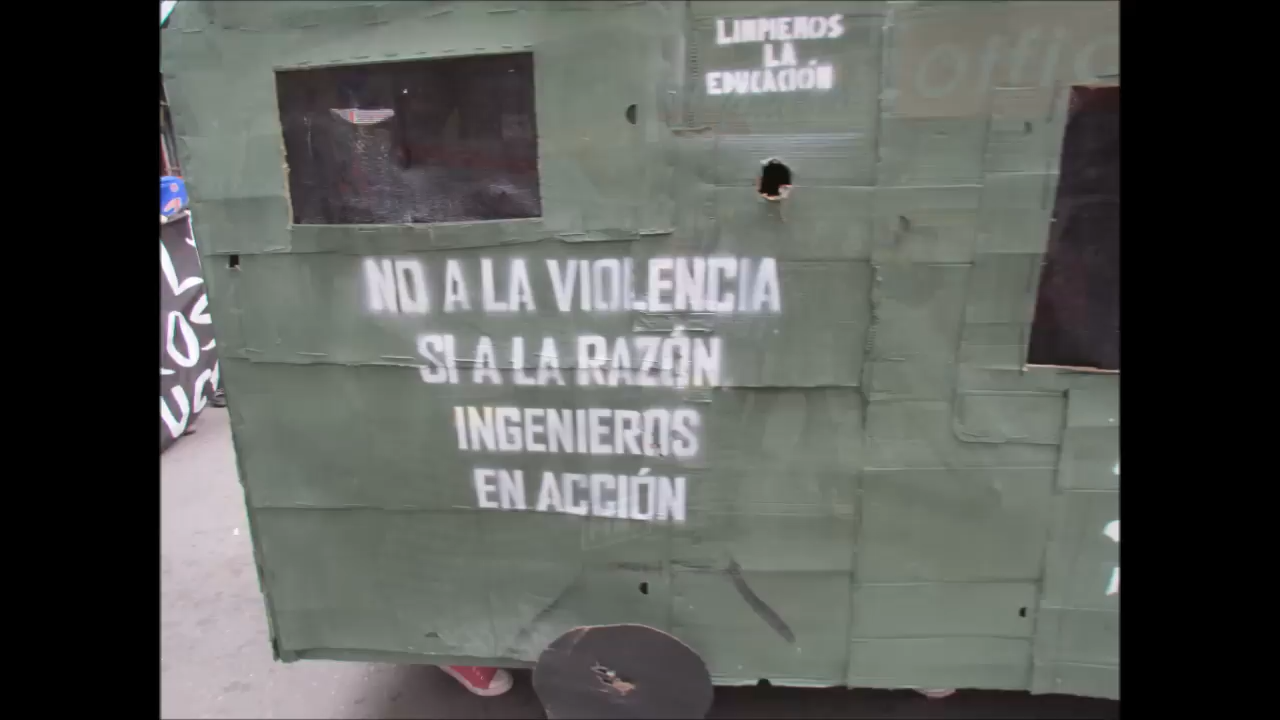 LIMPIEMOS
LA
EDUCACIÓN
NO A LA VIOLENCIA
SI A LA RAZÓN
INGENIEROS
EN ACCIÓN